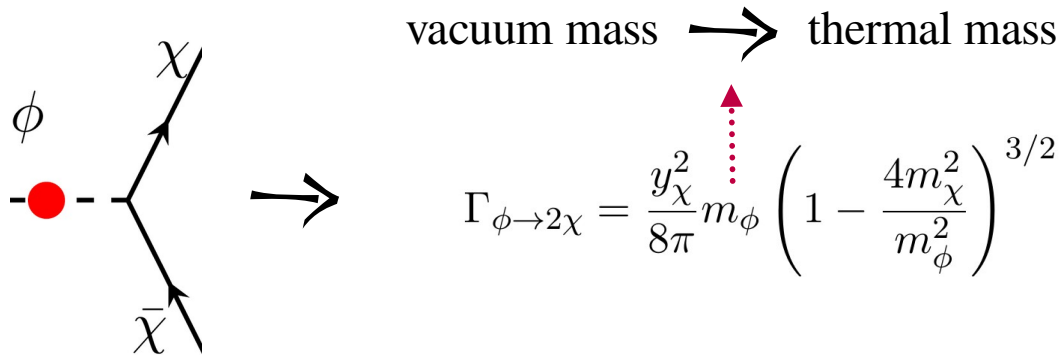 vacuum mass → thermal mass
χ
ϕ
χ̄
→
Γ_{ϕ→2χ} = \frac{y_χ^2}{8π} m_ϕ \left(1 - \frac{4m_χ^2}{m_ϕ^2}\right)^{3/2}